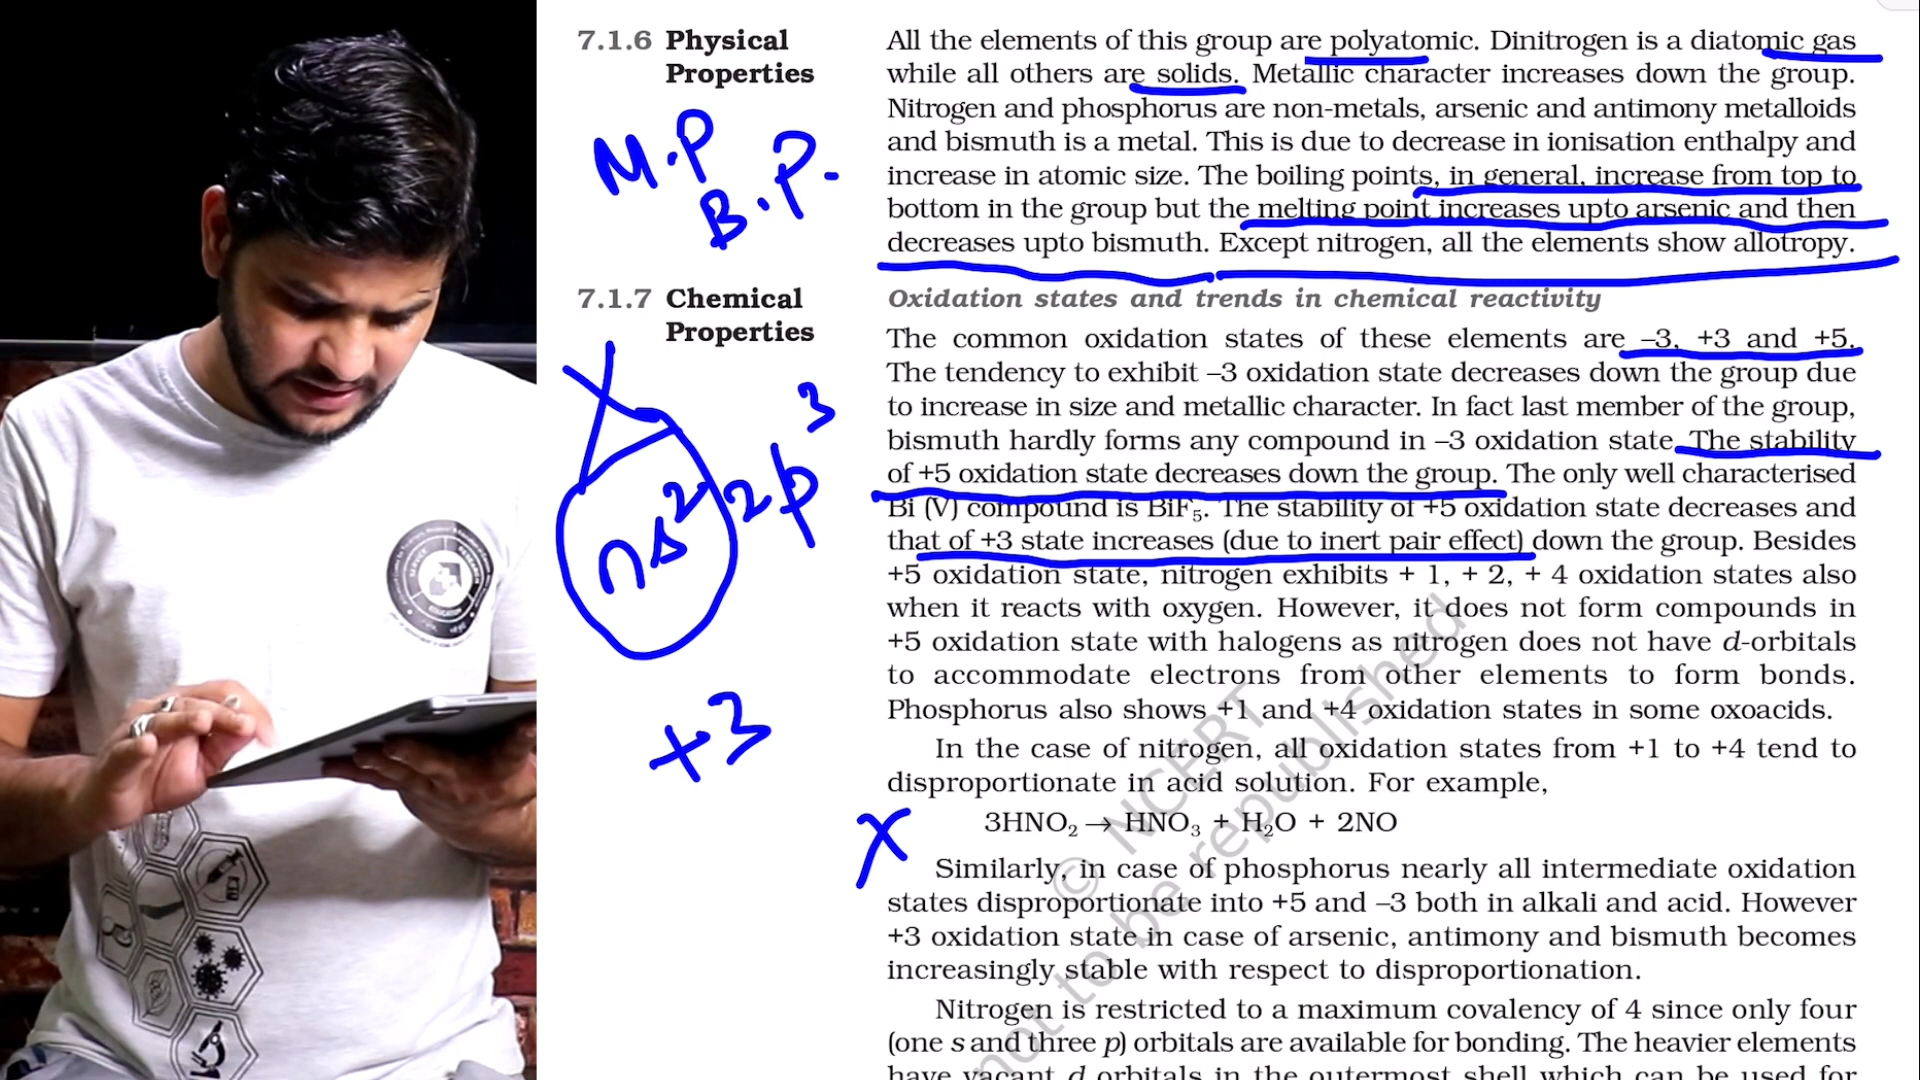 7.1.6 Physical
Properties
All the elements of this group are polyatomic. Dinitrogen is a diatomic gas
while all others are solids. Metallic character increases down the group.
Nitrogen and phosphorus are non-metals, arsenic and antimony metalloids
and bismuth is a metal. This is due to decrease in ionisation enthalpy and
increase in atomic size. The boiling points, in general, increase from top to
bottom in the group but the melting point increases upto arsenic and then
decreases upto bismuth. Except nitrogen, all the elements show allotropy.
M.P
B.P.
7.1.7 Chemical
Properties
Oxidation states and trends in chemical reactivity
The common oxidation states of these elements are –3, +3 and +5.
The tendency to exhibit –3 oxidation state decreases down the group due
to increase in size and metallic character. In fact last member of the group,
bismuth hardly forms any compound in –3 oxidation state. The stability
of +5 oxidation state decreases down the group. The only well characterised
Bi (V) compound is BiF₅. The stability of +5 oxidation state decreases and
that of +3 state increases (due to inert pair effect) down the group. Besides
+5 oxidation state, nitrogen exhibits + 1, + 2, + 4 oxidation states also
when it reacts with oxygen. However, it does not form compounds in
+5 oxidation state with halogens as nitrogen does not have d-orbitals
to accommodate electrons from other elements to form bonds.
Phosphorus also shows +1 and +4 oxidation states in some oxoacids.
ns² 2p³
+3
In the case of nitrogen, all oxidation states from +1 to +4 tend to
disproportionate in acid solution. For example,
3HNO₂ → HNO₃ + H₂O + 2NO
Similarly, in case of phosphorus nearly all intermediate oxidation
states disproportionate into +5 and –3 both in alkali and acid. However
+3 oxidation state in case of arsenic, antimony and bismuth becomes
increasingly stable with respect to disproportionation.
Nitrogen is restricted to a maximum covalency of 4 since only four
(one s and three p) orbitals are available for bonding. The heavier elements
have vacant d orbitals in the outermost shell which can be used for
© NCERT
not to be republished